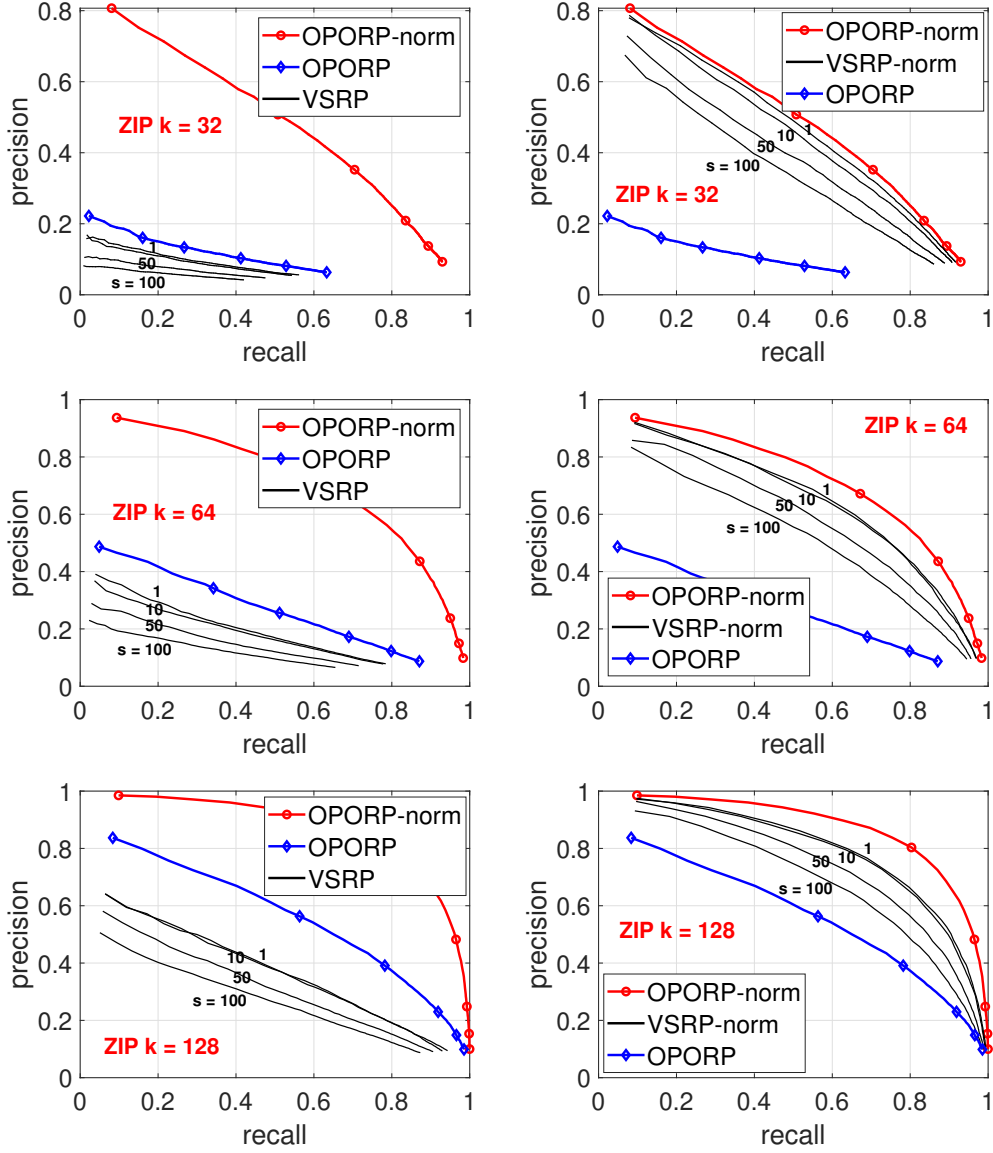 0.8
0.6
0.4
0.2
0
precision
OPORP-norm
OPORP
VSRP
ZIP k = 32
1
50
s = 100
0 0.2 0.4 0.6 0.8 1
recall
0.8
0.6
0.4
0.2
0
precision
OPORP-norm
VSRP-norm
OPORP
10 1
50
s = 100
ZIP k = 32
0 0.2 0.4 0.6 0.8 1
recall
1
0.8
0.6
0.4
0.2
0
precision
OPORP-norm
OPORP
VSRP
ZIP k = 64
1
10
50
s = 100
0 0.2 0.4 0.6 0.8 1
recall
1
0.8
0.6
0.4
0.2
0
precision
ZIP k = 64
10 1
50
s = 100
OPORP-norm
VSRP-norm
OPORP
0 0.2 0.4 0.6 0.8 1
recall
1
0.8
0.6
0.4
0.2
0
precision
OPORP-norm
OPORP
VSRP
10 1
50
s = 100
ZIP k = 128
0 0.2 0.4 0.6 0.8 1
recall
1
0.8
0.6
0.4
0.2
0
precision
1
50 10
s = 100
ZIP k = 128
OPORP-norm
VSRP-norm
OPORP
0 0.2 0.4 0.6 0.8 1
recall